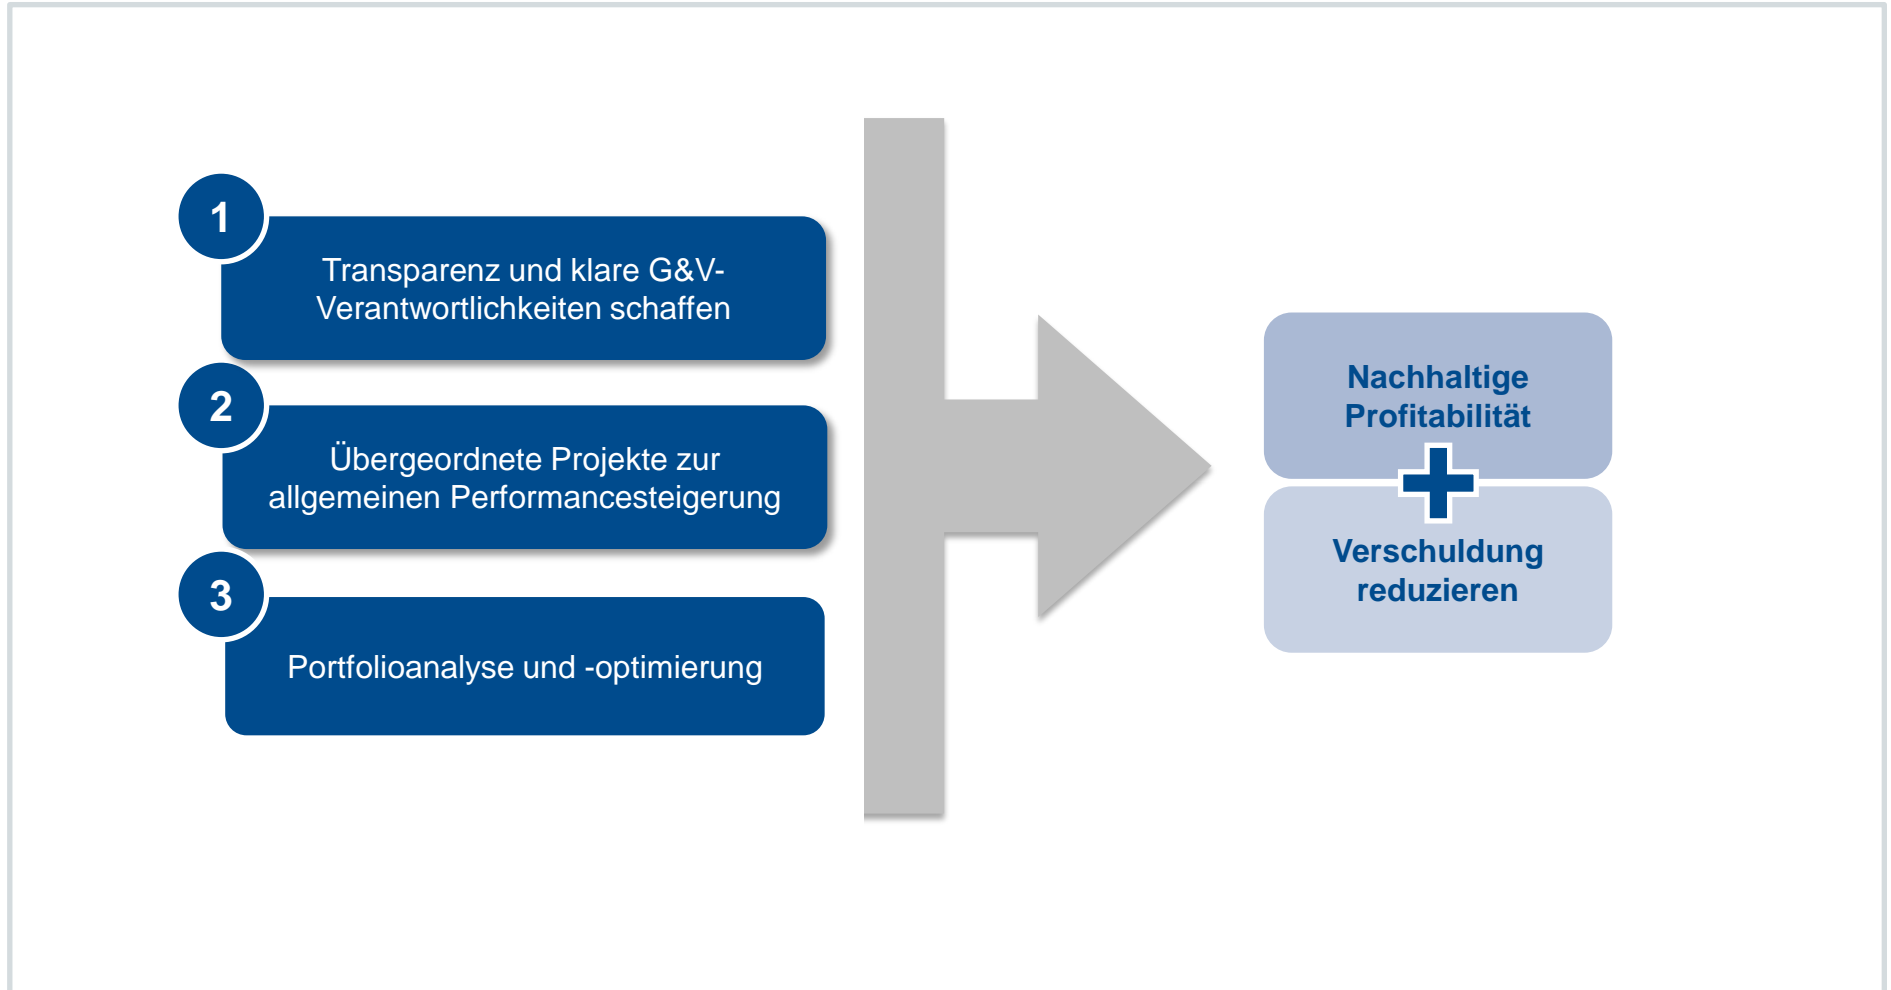 1
Transparenz und klare G&V-
Verantwortlichkeiten schaffen
2
Übergeordnete Projekte zur
allgemeinen Performancesteigerung
3
Portfolioanalyse und -optimierung
Nachhaltige
Profitabilität
Verschuldung
reduzieren